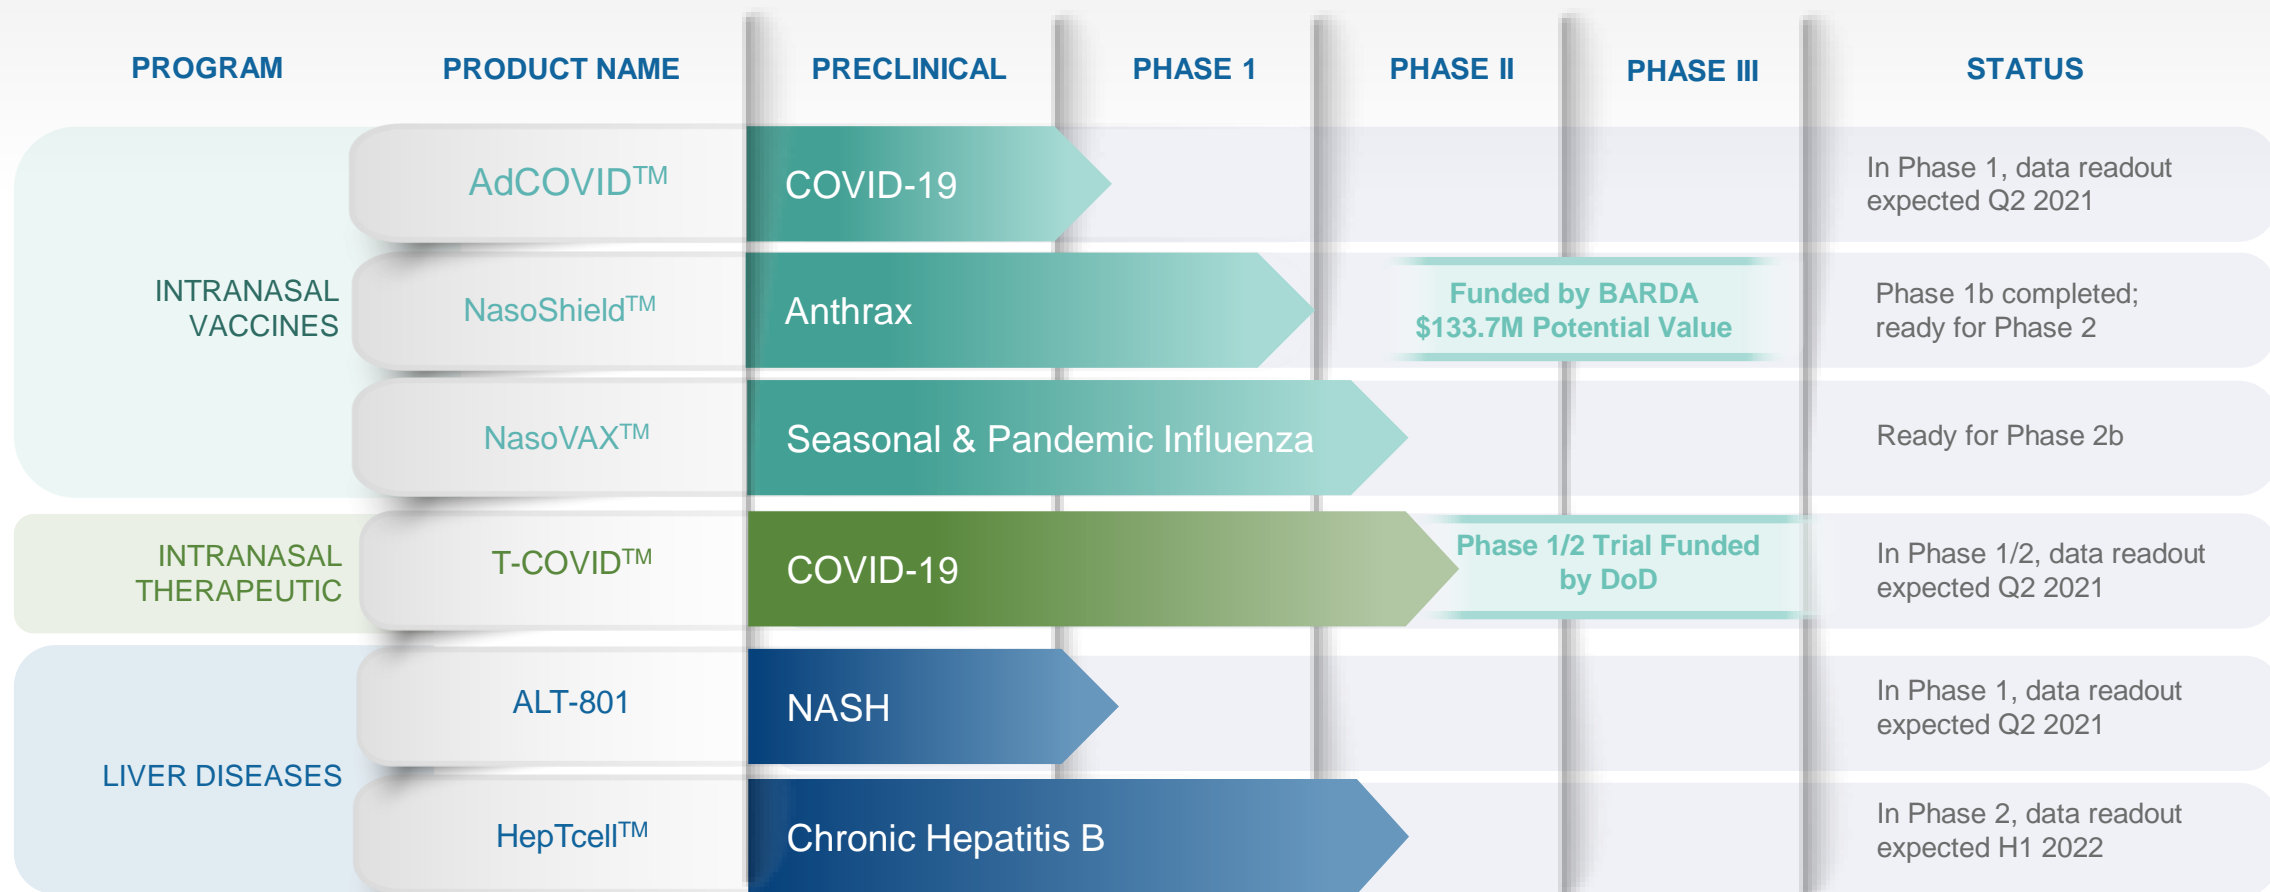 PROGRAM PRODUCT NAME PRECLINICAL PHASE 1 PHASE II PHASE III STATUS
INTRANASAL
VACCINES
AdCOVID™
COVID-19
In Phase 1, data readout
expected Q2 2021
NasoShield™
Anthrax
Funded by BARDA
$133.7M Potential Value
Phase 1b completed;
ready for Phase 2
NasoVAX™
Seasonal & Pandemic Influenza
Ready for Phase 2b
INTRANASAL
THERAPEUTIC
T-COVID™
COVID-19
Phase 1/2 Trial Funded
by DoD
In Phase 1/2, data readout
expected Q2 2021
LIVER DISEASES
ALT-801
NASH
In Phase 1, data readout
expected Q2 2021
HepTcell™
Chronic Hepatitis B
In Phase 2, data readout
expected H1 2022